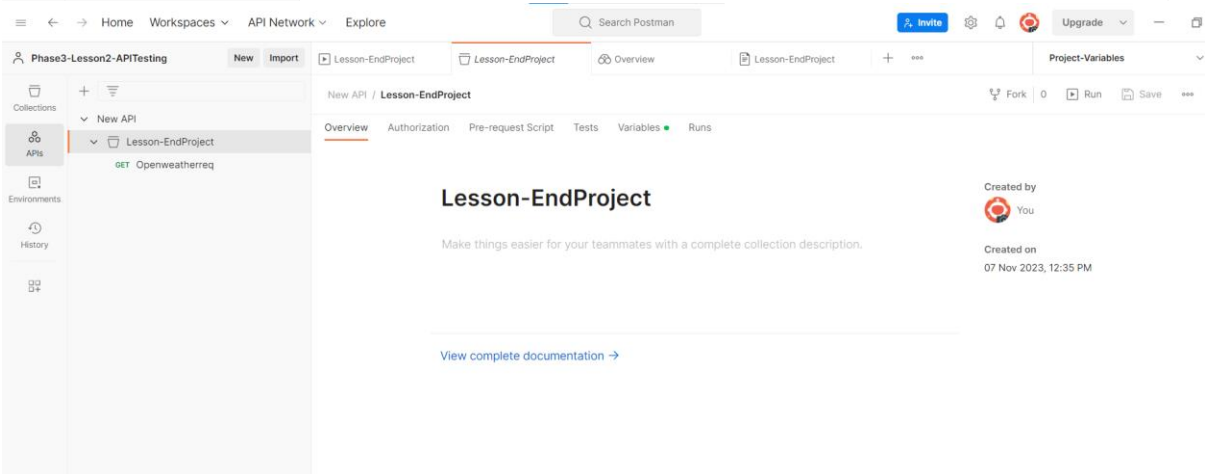 Home Workspaces API Network Explore Search Postman Invite Upgrade
Phase3-Lesson2-APITesting New Import Lesson-EndProject Lesson-EndProject Overview Lesson-EndProject Project-Variables
Collections
APIs
Environments
History
New API
Lesson-EndProject
GET Openweatherreq
New API / Lesson-EndProject Fork 0 Run Save
Overview Authorization Pre-request Script Tests Variables Runs
Lesson-EndProject
Make things easier for your teammates with a complete collection description.
View complete documentation →
Created by
You
Created on
07 Nov 2023, 12:35 PM